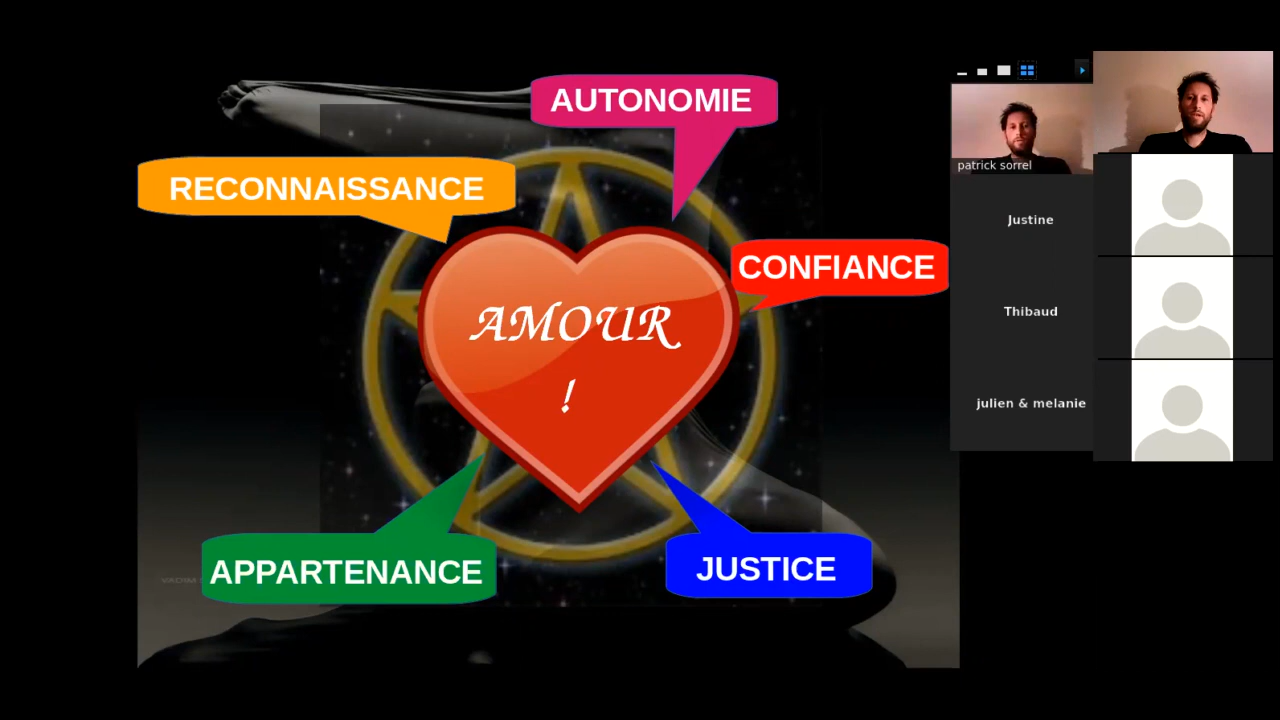 AUTONOMIE
RECONNAISSANCE
CONFIANCE
AMOUR
!
APPARTENANCE
JUSTICE
patrick sorrel
Justine
Thibaud
julien & melanie